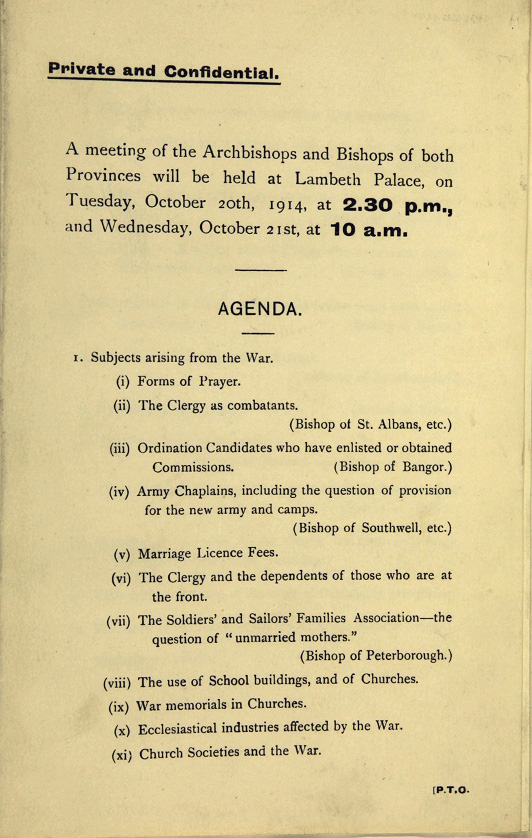 Private and Confidential.
A meeting of the Archbishops and Bishops of both
Provinces will be held at Lambeth Palace, on
Tuesday, October 20th, 1914, at 2.30 p.m.,
and Wednesday, October 21st, at 10 a.m.
AGENDA.
1. Subjects arising from the War.
(i) Forms of Prayer.
(ii) The Clergy as combatants.
(Bishop of St. Albans, etc.)
(iii) Ordination Candidates who have enlisted or obtained
Commissions. (Bishop of Bangor.)
(iv) Army Chaplains, including the question of provision
for the new army and camps.
(Bishop of Southwell, etc.)
(v) Marriage Licence Fees.
(vi) The Clergy and the dependents of those who are at
the front.
(vii) The Soldiers' and Sailors' Families Association—the
question of “unmarried mothers.”
(Bishop of Peterborough.)
(viii) The use of School buildings, and of Churches.
(ix) War memorials in Churches.
(x) Ecclesiastical industries affected by the War.
(xi) Church Societies and the War.
[P.T.O.